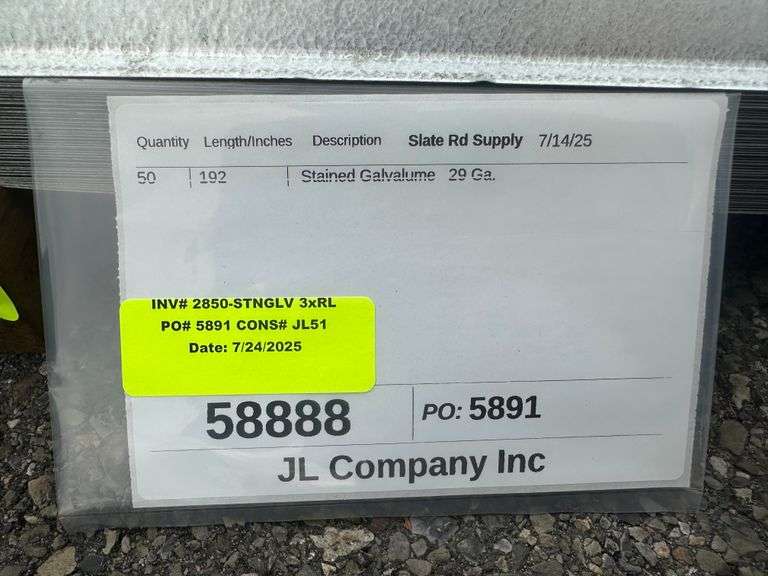 Quantity Length/Inches Description Slate Rd Supply 7/14/25
50 192 Stained Galvalume 29 Ga.
INV# 2850-STNGLV 3xRL
PO# 5891 CONS# JL51
Date: 7/24/2025
58888 PO: 5891
JL Company Inc